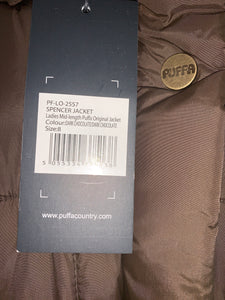 PF-LO-2557
SPENCER JACKET
Ladies Mid-length Puffa Original Jacket
Colour:DARK CHOCOLATE/DARK CHOCOLATE
Size:8
www.puffacountry.com
PUFFA